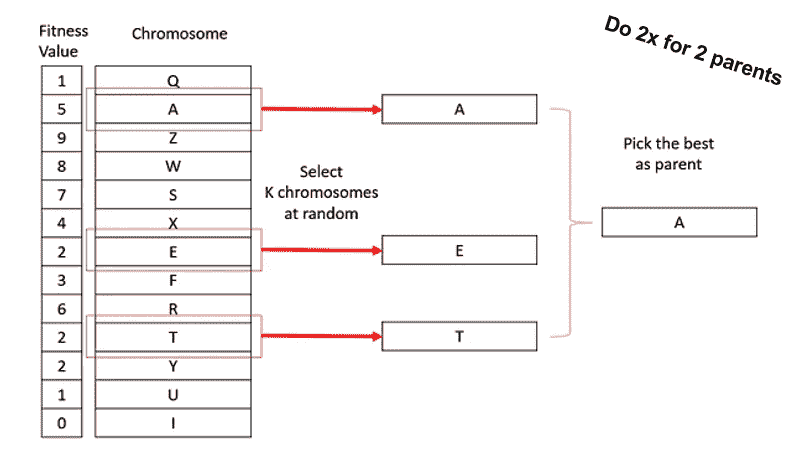 Do 2x for 2 parents
Fitness
Value
Chromosome
1 Q
5 A
9 Z
8 W
7 S
4 X
2 E
3 F
6 R
2 T
2 Y
1 U
0 I
Select
K chromosomes
at random
A
E
T
Pick the best
as parent
A